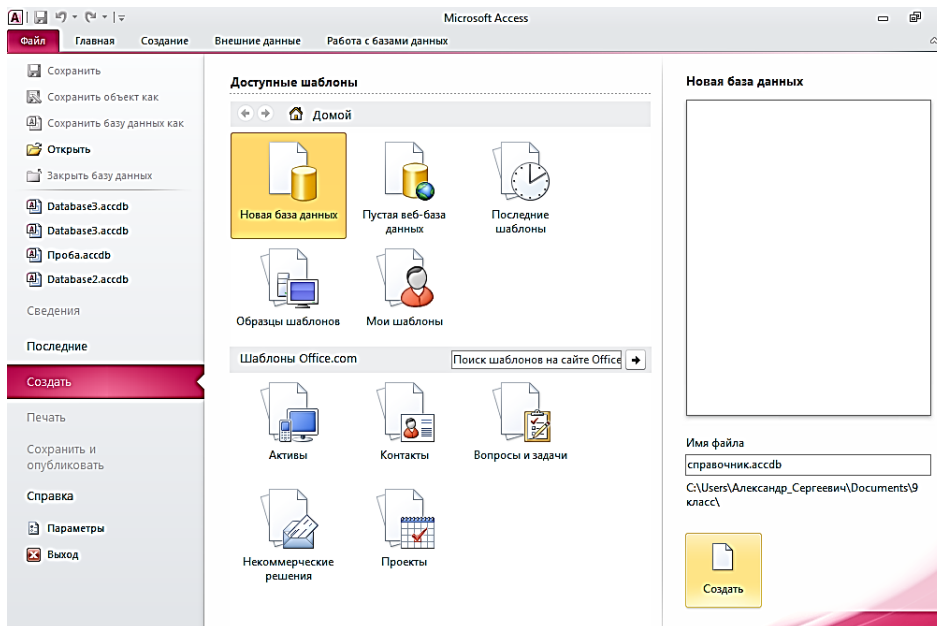 Microsoft Access
Файл Главная Создание Внешние данные Работа с базами данных
Сохранить
Сохранить объект как
Сохранить базу данных как
Открыть
Закрыть базу данных
Database3.accdb
Database3.accdb
Проба.accdb
Database2.accdb
Сведения
Последние
Создать
Печать
Сохранить и
опубликовать
Справка
Параметры
Выход
Доступные шаблоны
Домой
Новая база данных
Пустая веб-база
данных
Последние
шаблоны
Образцы шаблонов
Мои шаблоны
Шаблоны Office.com
Поиск шаблонов на сайте Office
Активы
Контакты
Вопросы и задачи
Некоммерческие
решения
Проекты
Новая база данных
Имя файла
справочник.accdb
C:\Users\Александр_Сергеевич\Documents\9
класс\
Создать